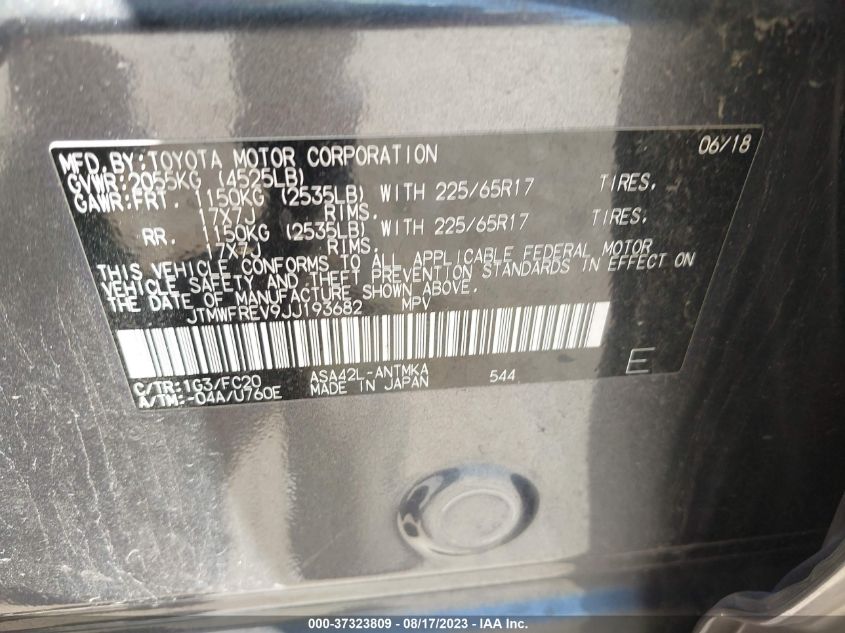 MFD.BY:TOYOTA MOTOR CORPORATION 06/18
GVWR:2055KG (4525LB)
GAWR:FRT. 1150KG (2535LB) WITH 225/65R17 TIRES,
17X7J RIMS.
RR. 1150KG (2535LB) WITH 225/65R17 TIRES,
17X7J RIMS.
THIS VEHICLE CONFORMS TO ALL APPLICABLE FEDERAL MOTOR
VEHICLE SAFETY AND THEFT PREVENTION STANDARDS IN EFFECT ON
THE DATE OF MANUFACTURE SHOWN ABOVE.
JTMWFREV9JJ193682 MPV
C/TR:1G3/FC20 ASA42L-ANTMKA 544 E
A/TM:-04A/U760E MADE IN JAPAN
000-37323809 - 08/17/2023 - IAA Inc.